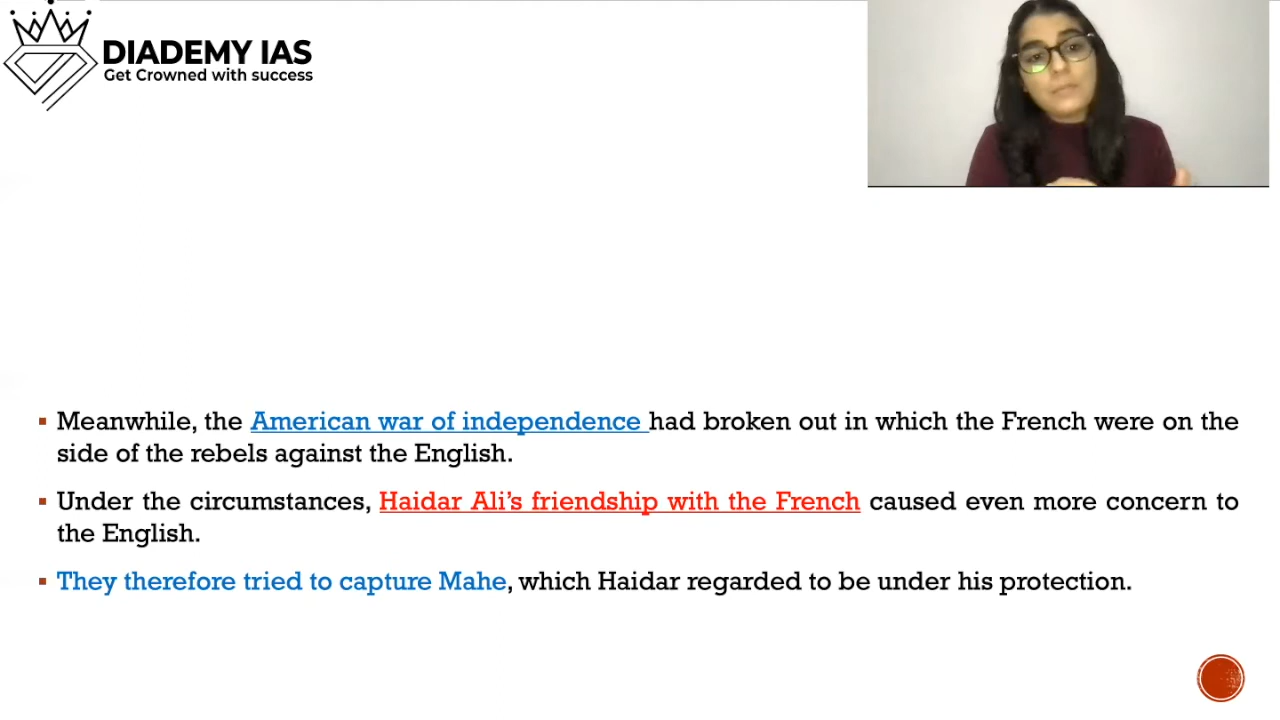 DIADEMY IAS
Get Crowned with success
▪ Meanwhile, the American war of independence had broken out in which the French were on the
side of the rebels against the English.
▪ Under the circumstances, Haidar Ali’s friendship with the French caused even more concern to
the English.
▪ They therefore tried to capture Mahe, which Haidar regarded to be under his protection.